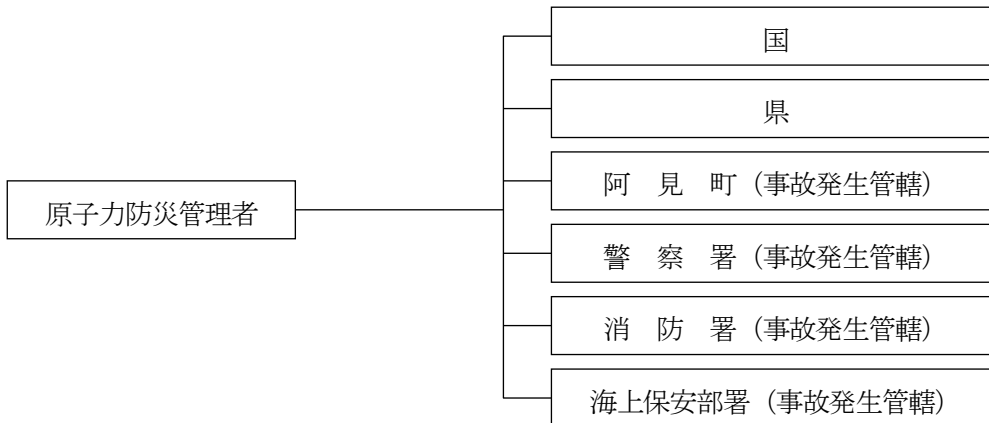 国
県
阿　見　町（事故発生管轄）
原子力防災管理者
警　察　署（事故発生管轄）
消　防　署（事故発生管轄）
海上保安部署（事故発生管轄）